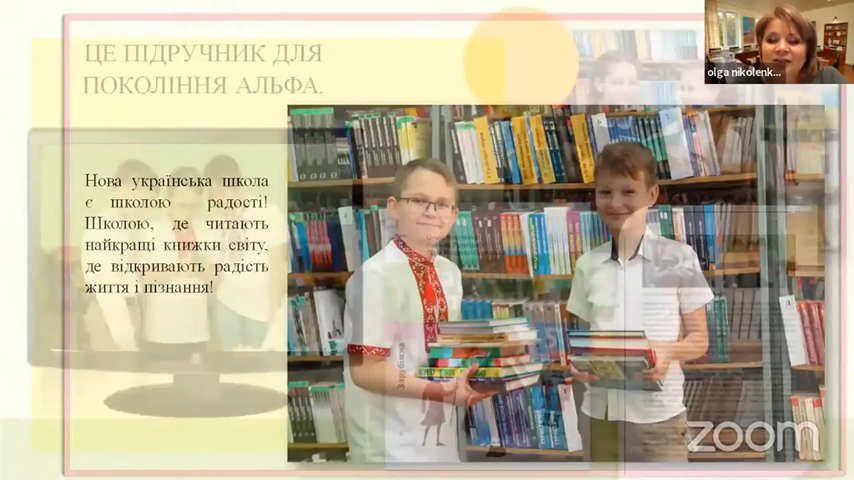 ЦЕ ПІДРУЧНИК ДЛЯ
ПОКОЛІННЯ АЛЬФА.
olga nikolenk...
Нова українська школа
є школою радості!
Школою, де читають
найкращі книжки світу,
де відкривають радість
життя і пізнання!
Зарубіжна
zoom